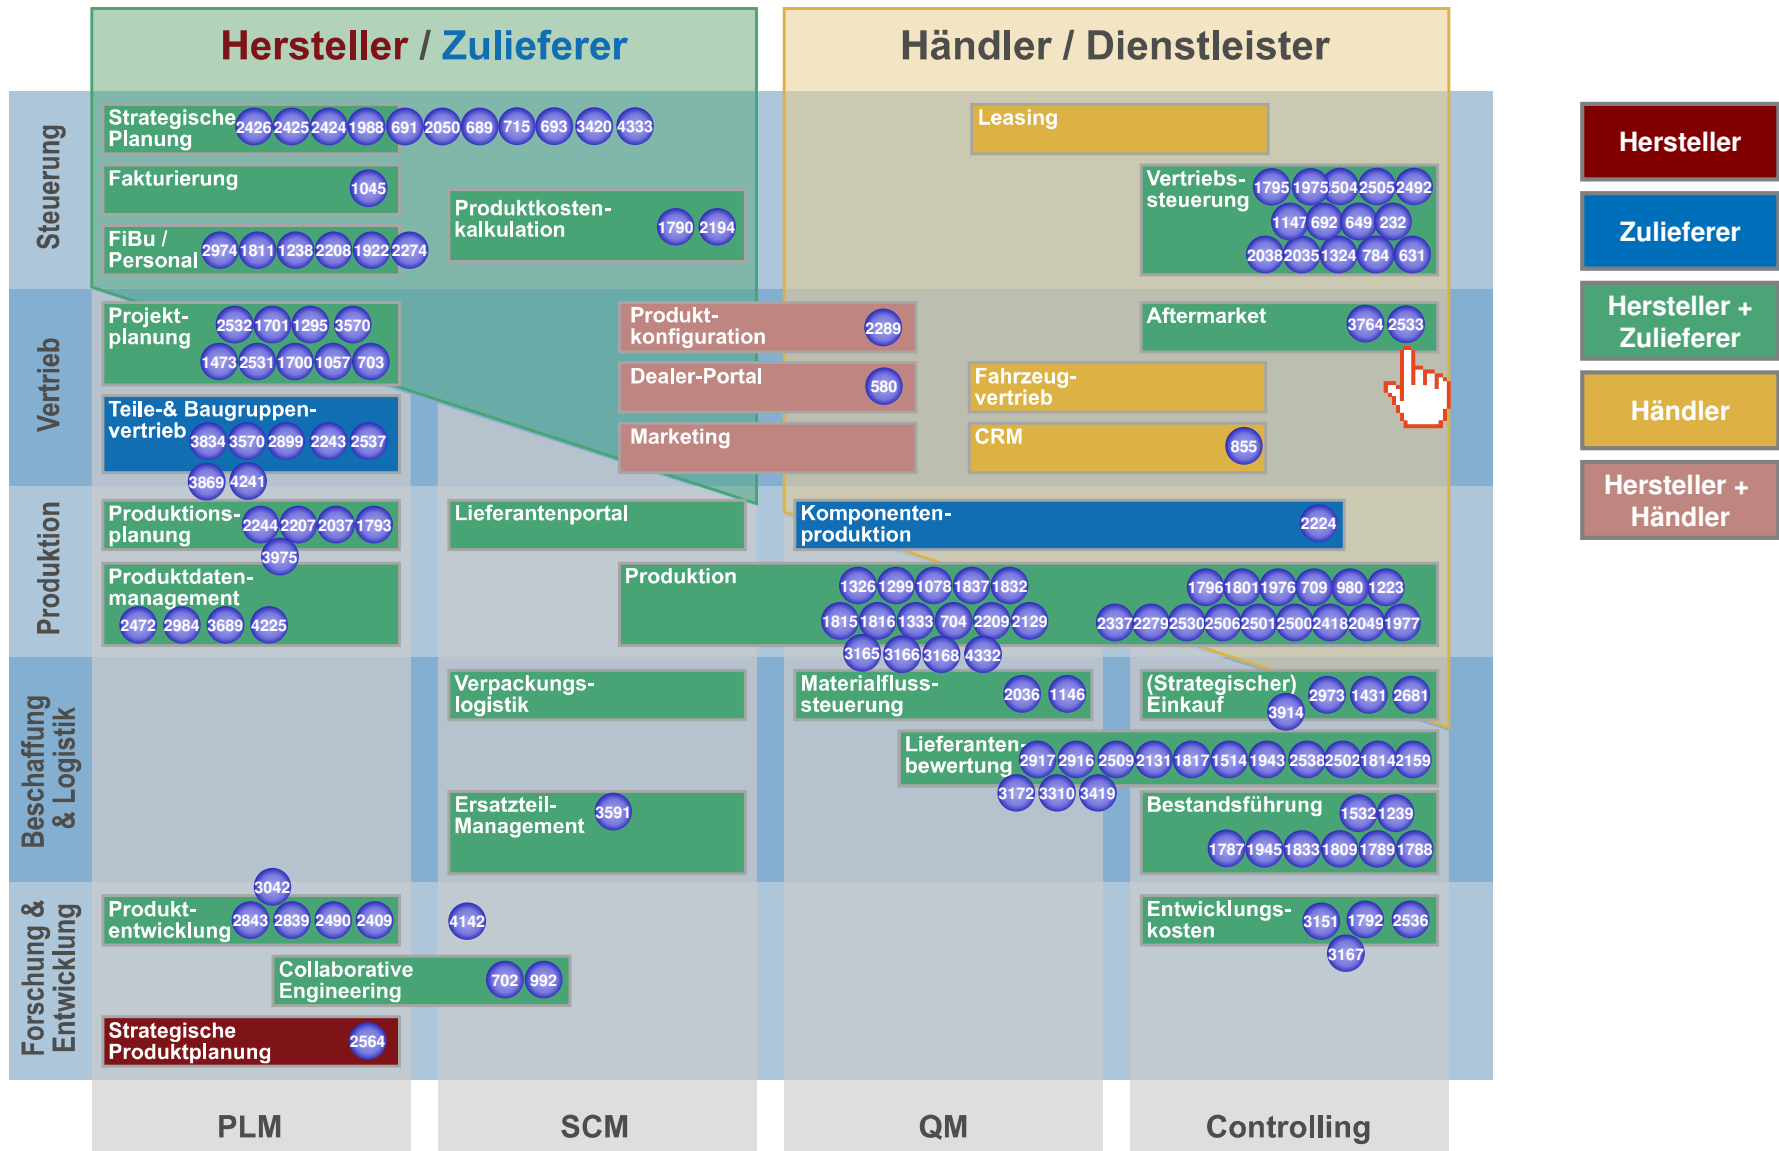 Hersteller / Zulieferer
Händler / Dienstleister
Steuerung
Strategische
Planung
2426 2425 2424 1988 691 2050 689 715 693 3420 4333
Fakturierung
1045
FiBu /
Personal
2974 1811 1238 2208 1922 2274
Produktkosten-
kalkulation
1790 2194
Leasing
Vertriebs-
steuerung
1795 1975 2504 2505 2492
1147 692 649 232
2038 2035 1324 784 631
Vertrieb
Projekt-
planung
2532 1701 1295 3570
1473 2531 1700 1057 703
Teile-& Baugruppen-
vertrieb
3834 3570 2899 2243 2537
3869 4241
Produkt-
konfiguration
2289
Dealer-Portal
580
Marketing
Aftermarket
3764 2533
Fahrzeug-
vertrieb
CRM
855
Produktion
Produktions-
planung
2244 2207 2037 1793
3975
Produktdaten-
management
2472 2984 3689 4225
Lieferantenportal
Komponenten-
produktion
2224
Produktion
1326 1299 1078 1837 1832
1815 1816 1333 704 2209 2129
3165 3166 3168 4332
1796 1801 1976 709 980 1223
2337 2279 2530 2506 2501 2500 2418 2049 1977
Beschaffung
& Logistik
Verpackungs-
logistik
Materialfluss-
steuerung
2036 1146
(Strategischer)
Einkauf
2973 1431 2681
3914
Lieferanten-
bewertung
2917 2916 2509 2131 1817 1514 1943 2538 2502 1814 2159
3172 3310 3419
Ersatzteil-
Management
3591
Bestandsführung
1532 1239
1787 1945 1833 1809 1789 1788
Forschung &
Entwicklung
3042
Produkt-
entwicklung
2843 2839 2490 2409
4142
Entwicklungs-
kosten
3151 1792 2536
3167
Collaborative
Engineering
702 992
Strategische
Produktplanung
2564
PLM
SCM
QM
Controlling
Hersteller
Zulieferer
Hersteller +
Zulieferer
Händler
Hersteller +
Händler